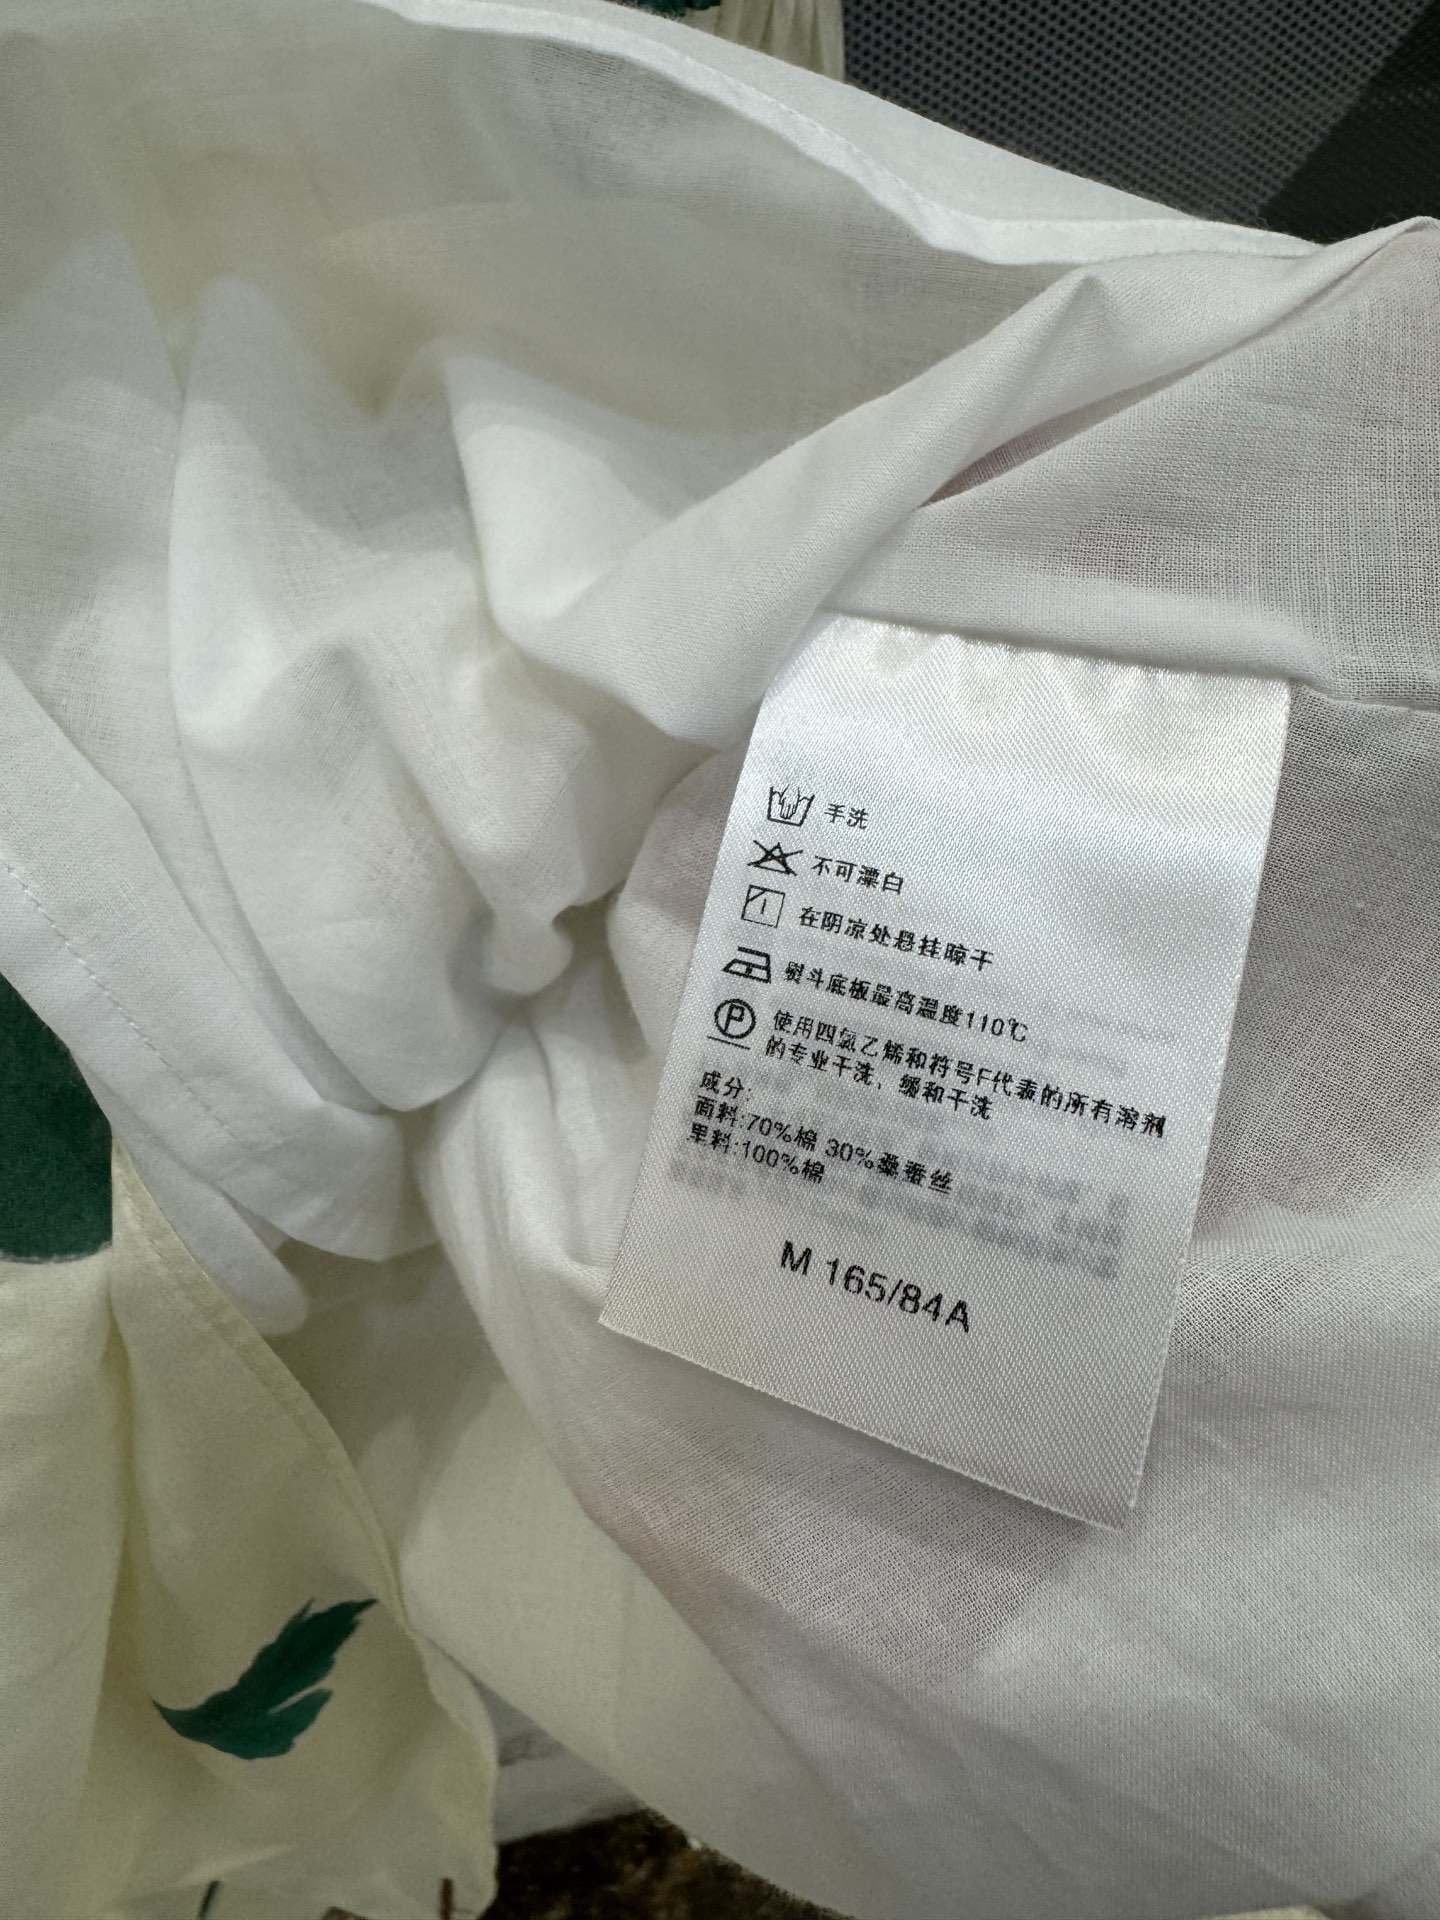 手洗
不可漂白
在阴凉处悬挂晾干
熨斗底板最高温度110℃
P
使用四氯乙烯和符号F代表的所有溶剂
的专业干洗、缓和干洗
成分:
面料:70%棉 30%桑蚕丝
里料:100%棉
M 165/84A